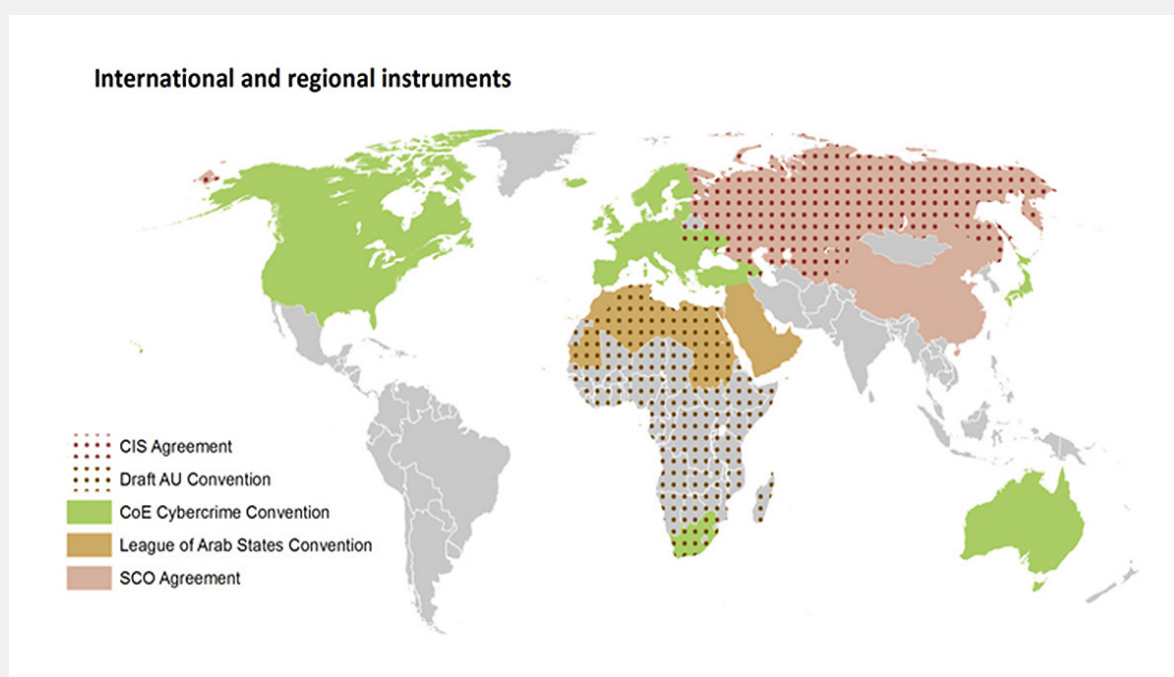 International and regional instruments
CIS Agreement
Draft AU Convention
CoE Cybercrime Convention
League of Arab States Convention
SCO Agreement